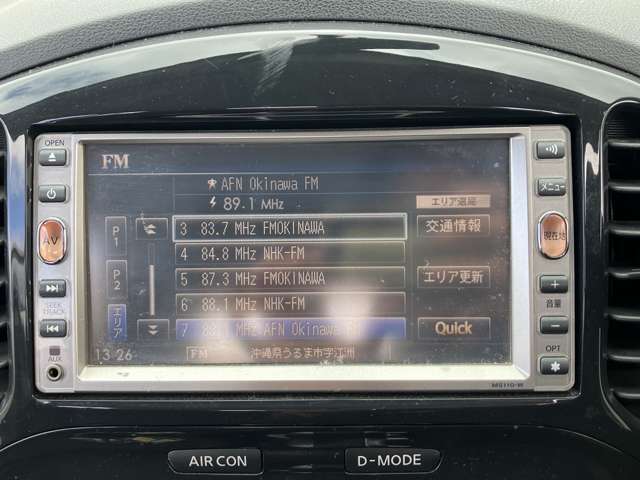 OPEN
FM
AFN Okinawa FM
89.1 MHz
エリア選局
メニュー
P1
3 83.7 MHz FMOKINAWA
交通情報
AV
現在地
4 84.8 MHz NHK-FM
P2
5 87.3 MHz FMOKINAWA
エリア更新
SEEK
TRACK
音量
エリア
6 88.1 MHz NHK-FM
7 89.1 MHz AFN Okinawa FM
Quick
13:26
FM 沖縄県うるま市字江洲
OPT
AUX
MS110-W
AIR CON
D-MODE